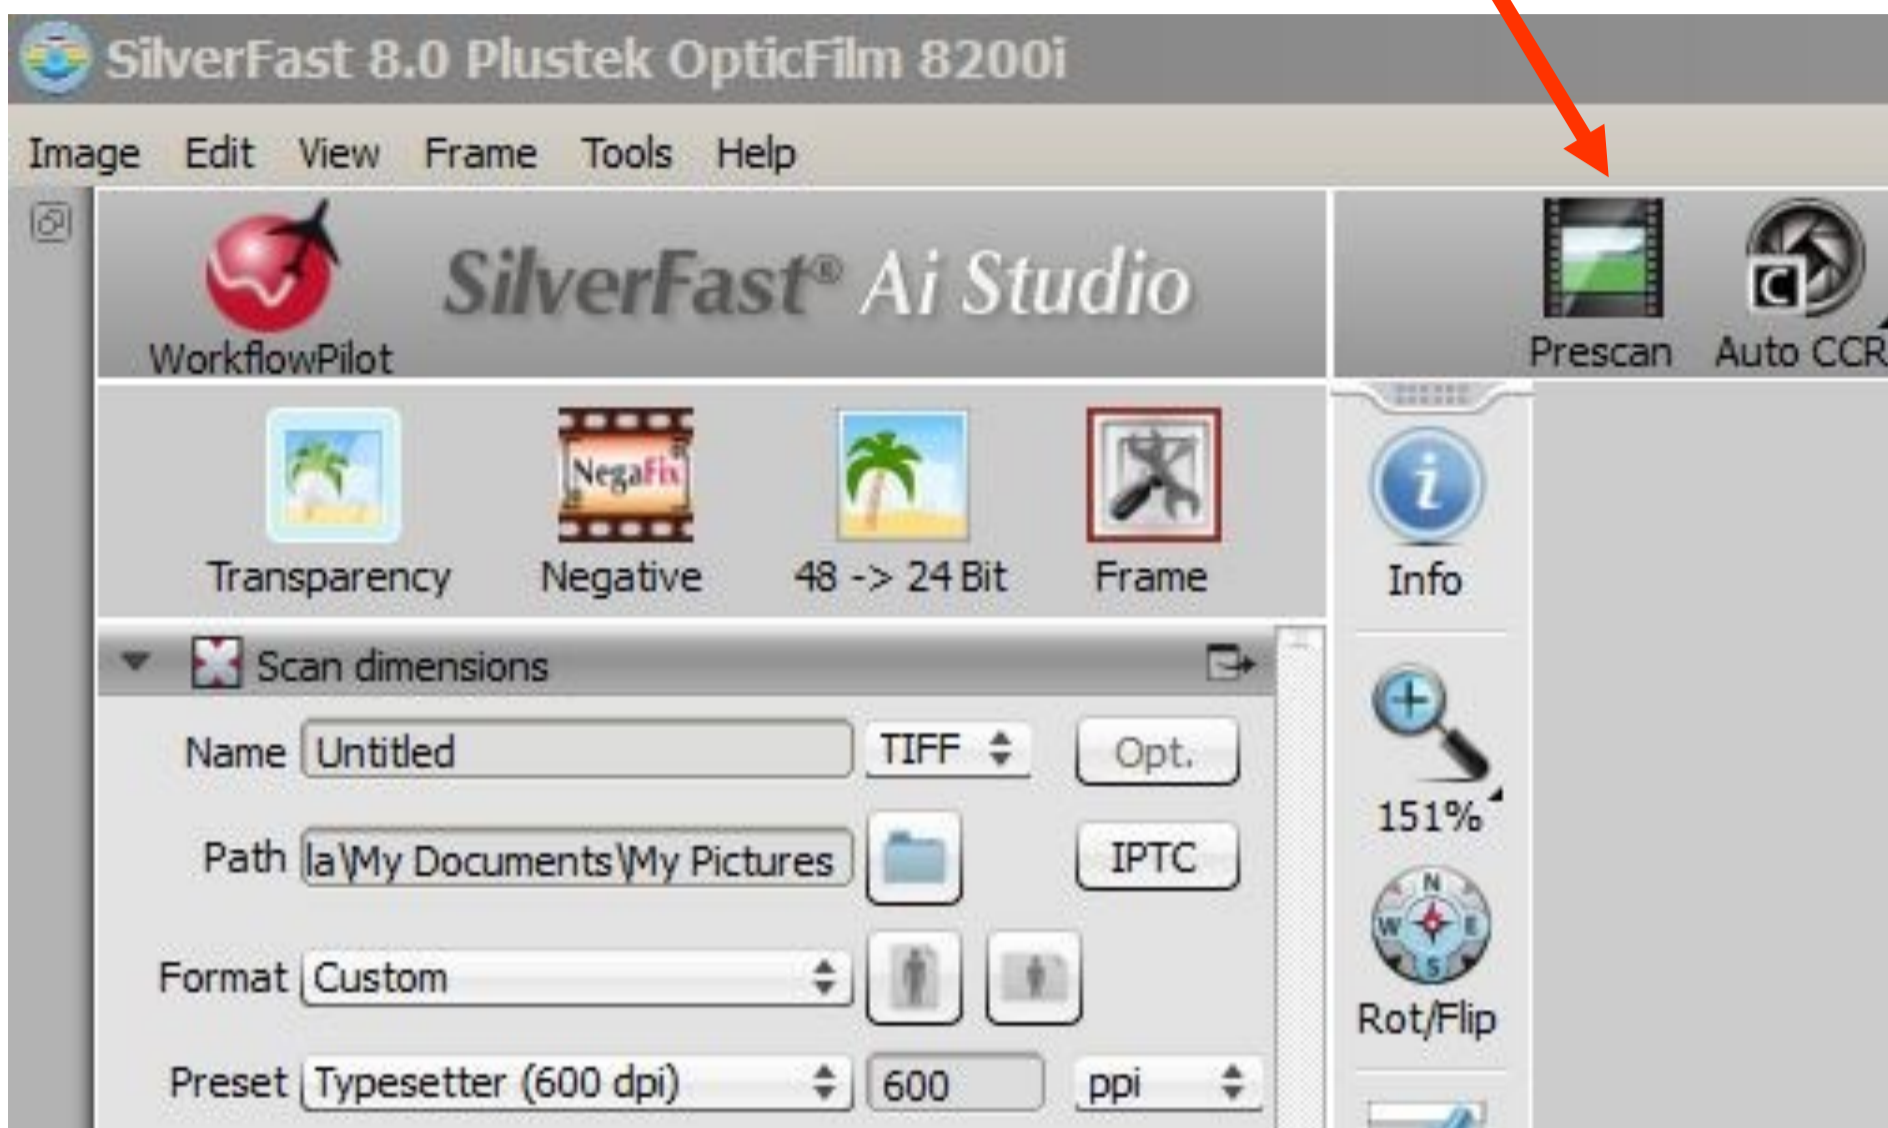 SilverFast 8.0 Plustek OpticFilm 8200i
Image Edit View Frame Tools Help
SilverFast® Ai Studio
WorkflowPilot
Prescan Auto CCR
NegaFix
Transparency Negative 48 -> 24 Bit Frame
Info
Scan dimensions
Name Untitled TIFF Opt.
151%
Path la\My Documents\My Pictures IPTC
N
W E
S
Format Custom
Rot/Flip
Preset Typesetter (600 dpi) 600 ppi